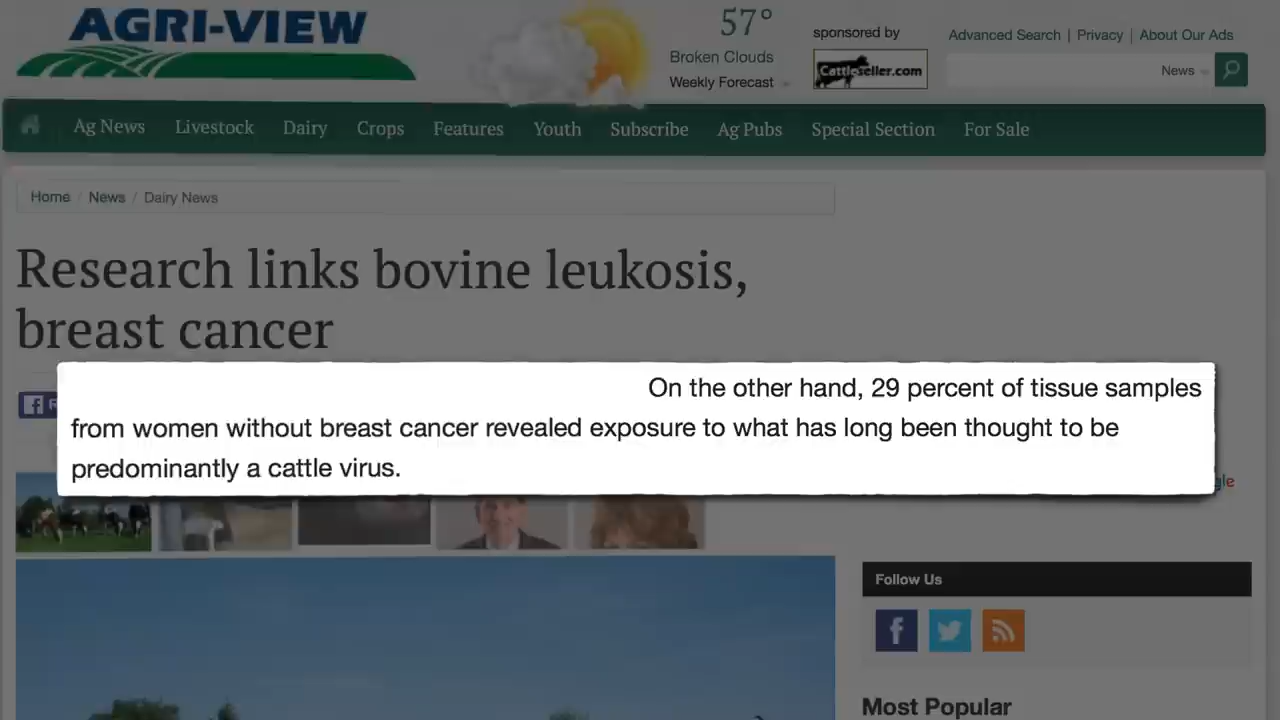 AGRI-VIEW
57°
Broken Clouds
Weekly Forecast
sponsored by
Cattleseller.com
Advanced Search | Privacy | About Our Ads
News
Ag News Livestock Dairy Crops Features Youth Subscribe Ag Pubs Special Section For Sale
Home / News / Dairy News
Research links bovine leukosis,
breast cancer
On the other hand, 29 percent of tissue samples
from women without breast cancer revealed exposure to what has long been thought to be
predominantly a cattle virus.
Follow Us
Most Popular